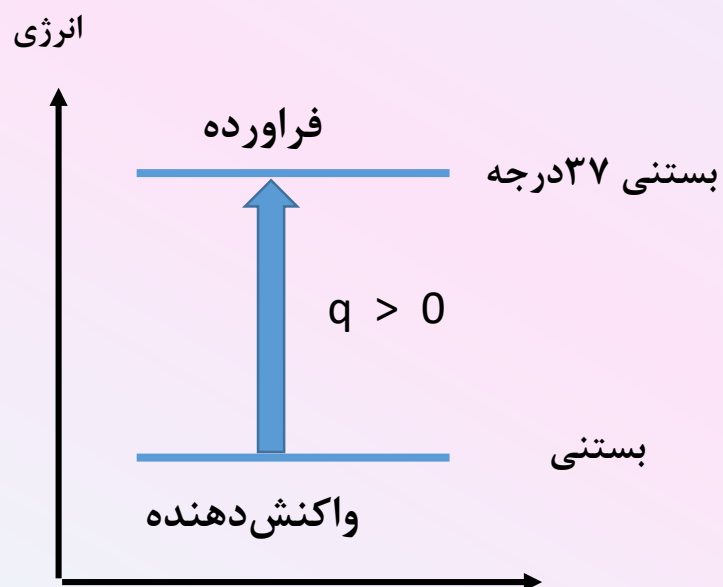 انرژی
فراورده
بستنی ۳۷درجه
q > 0
بستنی
واکنش‌دهنده